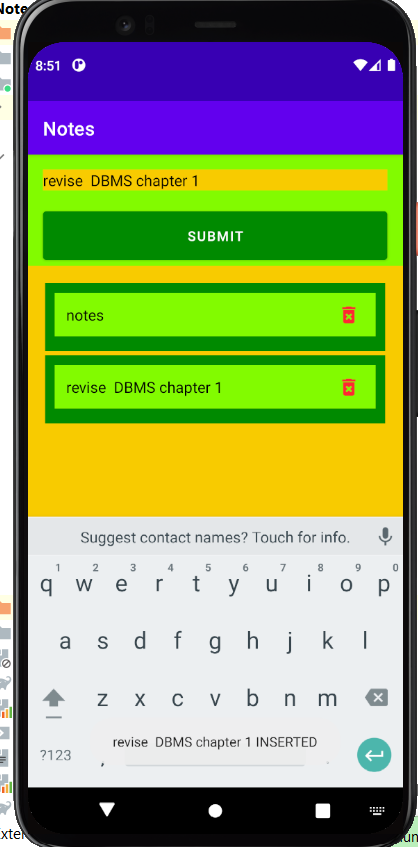 Note
8:51
Notes
revise  DBMS chapter 1
SUBMIT
notes
revise  DBMS chapter 1
Suggest contact names? Touch for info.
1 2 3 4 5 6 7 8 9 0
q w e r t y u i o p
a s d f g h j k l
z x c v b n m
?123 ,
revise  DBMS chapter 1 INSERTED